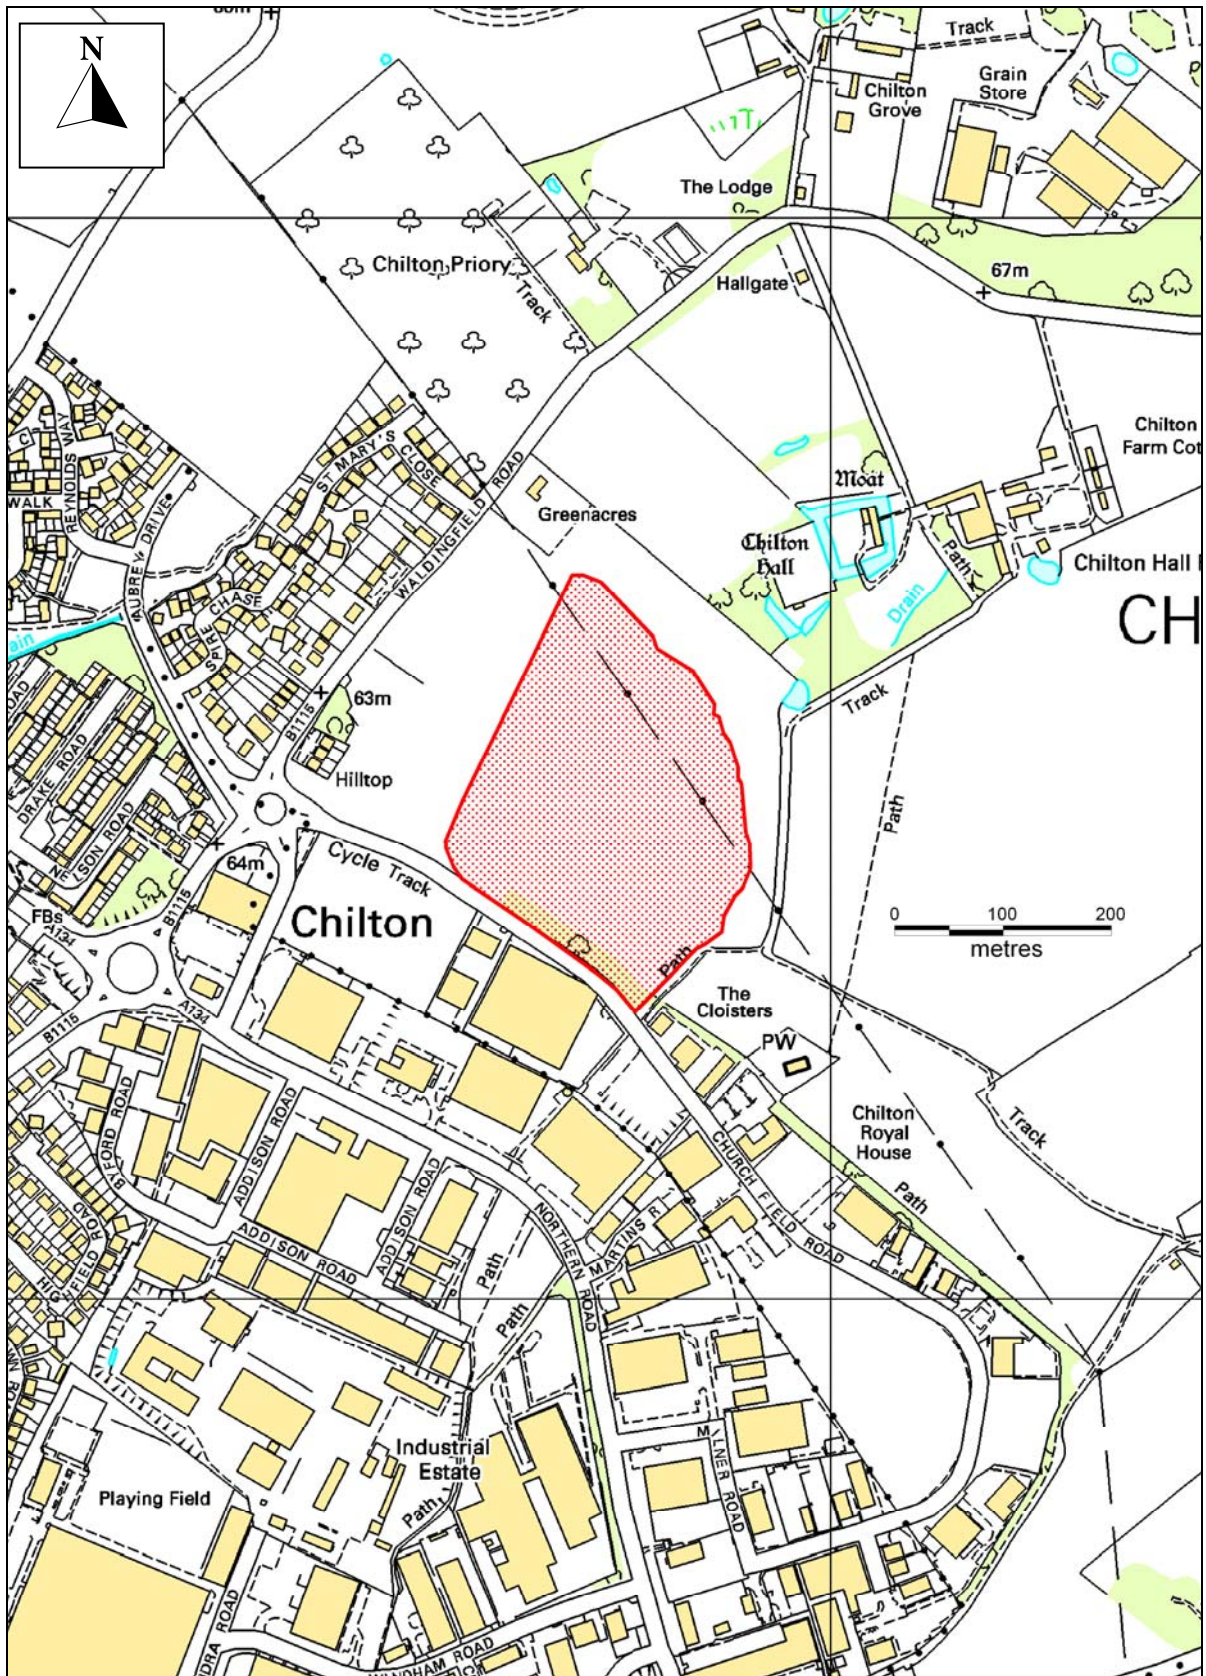 N
Track
Grain
Store
Chilton
Grove
The Lodge
Chilton Priory
Track
Hallgate
67m
Chilton
Farm Cot
REYNOLDS WAY
WALK
ST MARY'S
CLOSE
AUBREY DRIVE
WALDINGFIELD ROAD
Greenacres
Moat
Chilton
Hall
Path
Drain
Chilton Hall
CH
SPIRE CHASE
Track
63m
B1115
Hilltop
ROAD
DRAKE ROAD
NELSON ROAD
Path
64m
Cycle Track
B1115
FBs
A134
Chilton
0 100 200
metres
Path
The
Cloisters
PW
A134
B1115
BYFORD ROAD
ADDISON ROAD
Chilton
Royal
House
Track
CHURCH FIELD ROAD
Path
HIGHFIELD ROAD
ADDISON ROAD
ADDISON ROAD
Path
NORTHERN ROAD
MARTINS R
Path
Industrial
Estate
MILNER ROAD
Playing Field
Path
DRA ROAD
WINDHAM ROAD